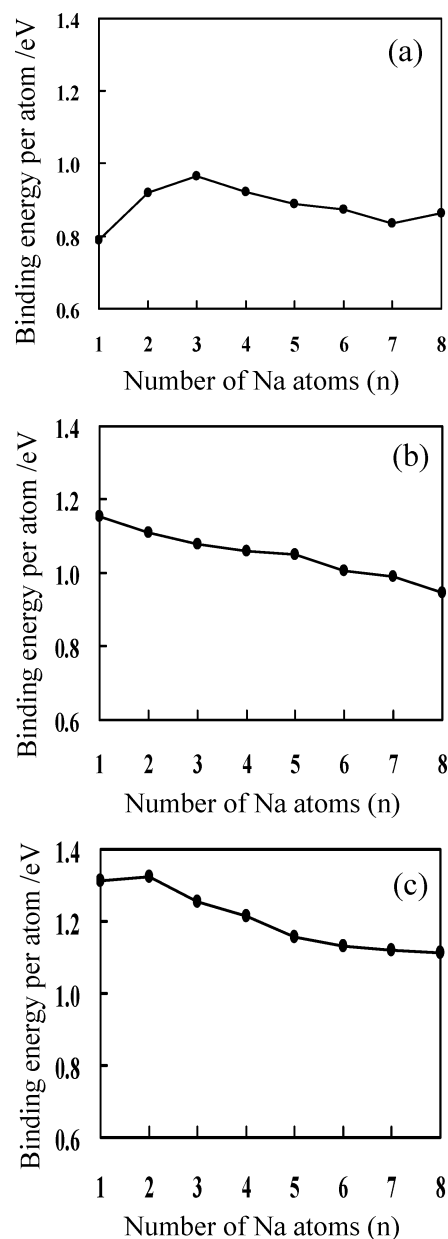 (a)
Binding energy per atom /eV
1.4
1.2
1.0
0.8
0.6
1 2 3 4 5 6 7 8
Number of Na atoms (n)
(b)
Binding energy per atom /eV
1.4
1.2
1.0
0.8
0.6
1 2 3 4 5 6 7 8
Number of Na atoms (n)
(c)
Binding energy per atom /eV
1.4
1.2
1.0
0.8
0.6
1 2 3 4 5 6 7 8
Number of Na atoms (n)